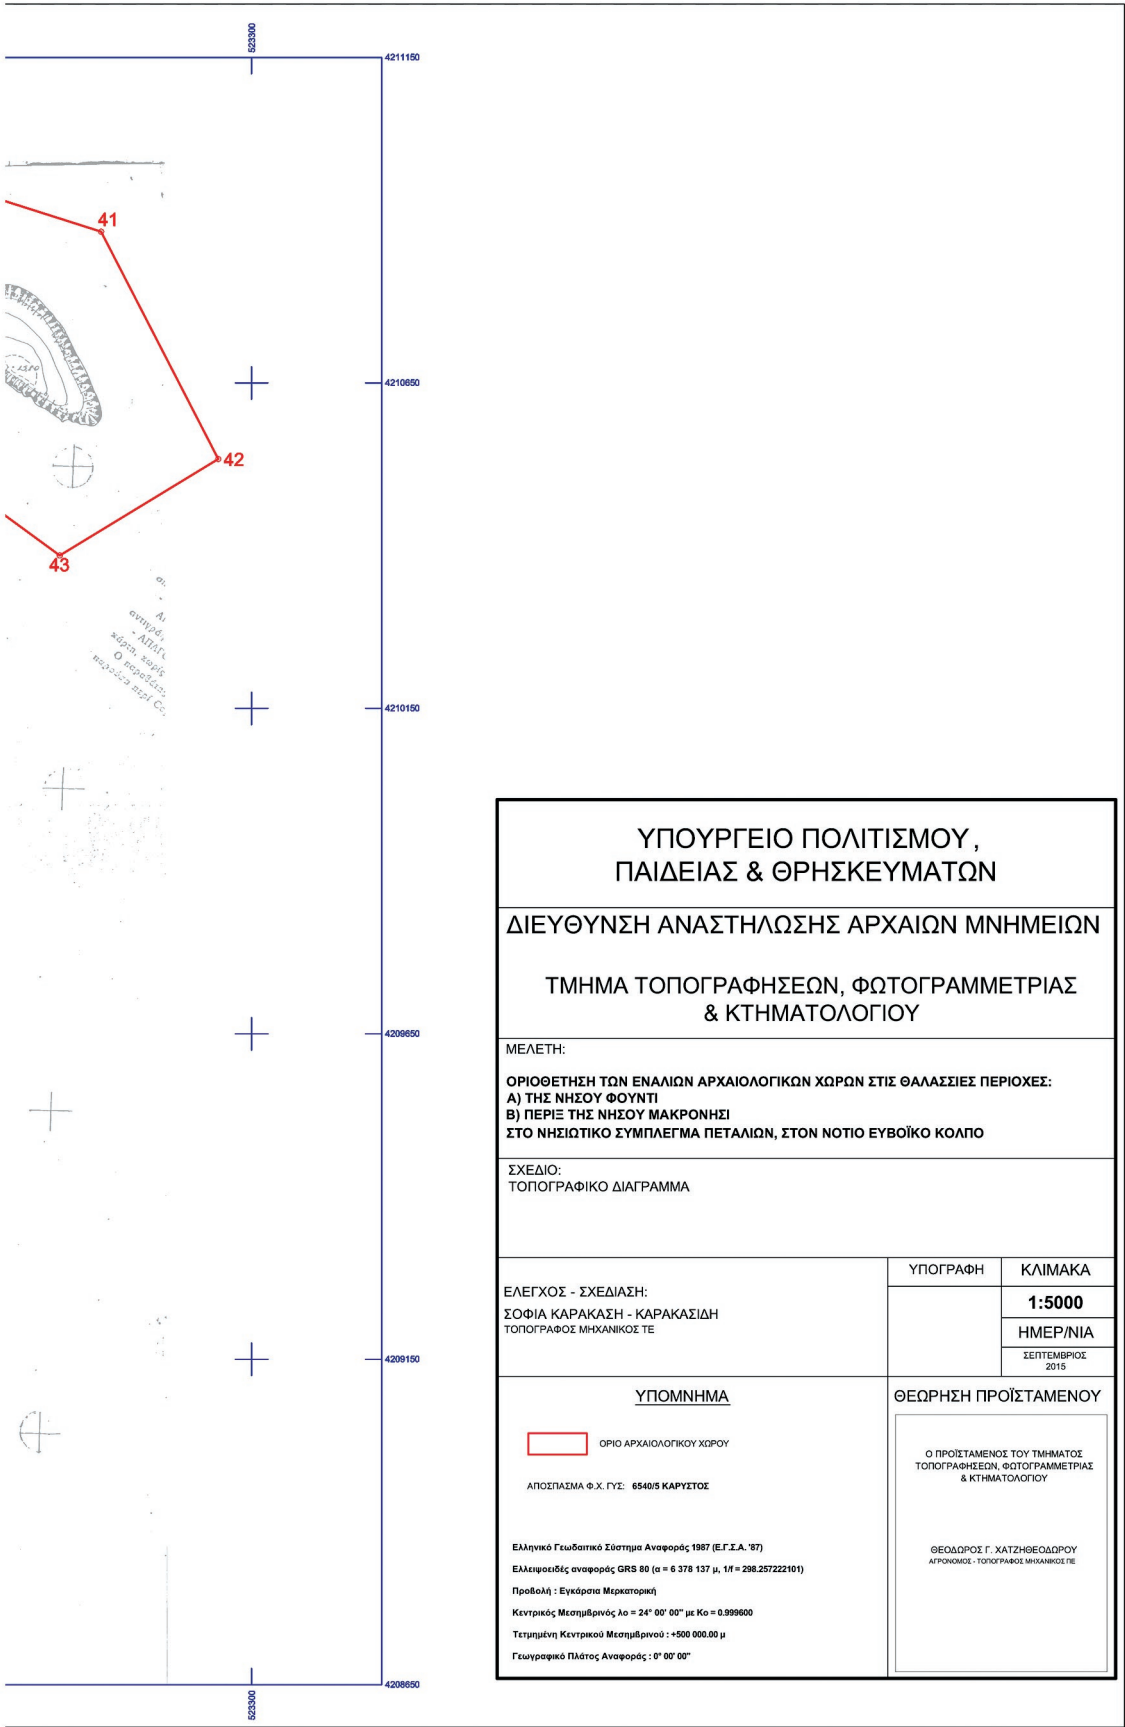 523300
4211150
41
1380
4210650
42
43
ΑΠΑΓ
χάρτη, χωρίς
παρούσα περί
4210150
4209650
4209150
4208650
523300
ΥΠΟΥΡΓΕΙΟ ΠΟΛΙΤΙΣΜΟΥ,
ΠΑΙΔΕΙΑΣ & ΘΡΗΣΚΕΥΜΑΤΩΝ
ΔΙΕΥΘΥΝΣΗ ΑΝΑΣΤΗΛΩΣΗΣ ΑΡΧΑΙΩΝ ΜΝΗΜΕΙΩΝ
ΤΜΗΜΑ ΤΟΠΟΓΡΑΦΗΣΕΩΝ, ΦΩΤΟΓΡΑΜΜΕΤΡΙΑΣ
& ΚΤΗΜΑΤΟΛΟΓΙΟΥ
ΜΕΛΕΤΗ:
ΟΡΙΟΘΕΤΗΣΗ ΤΩΝ ΕΝΑΛΙΩΝ ΑΡΧΑΙΟΛΟΓΙΚΩΝ ΧΩΡΩΝ ΣΤΙΣ ΘΑΛΑΣΣΙΕΣ ΠΕΡΙΟΧΕΣ:
Α) ΤΗΣ ΝΗΣΟΥ ΦΟΥΝΤΙ
Β) ΠΕΡΙΞ ΤΗΣ ΝΗΣΟΥ ΜΑΚΡΟΝΗΣΙ
ΣΤΟ ΝΗΣΙΩΤΙΚΟ ΣΥΜΠΛΕΓΜΑ ΠΕΤΑΛΙΩΝ, ΣΤΟΝ ΝΟΤΙΟ ΕΥΒΟΪΚΟ ΚΟΛΠΟ
ΣΧΕΔΙΟ:
ΤΟΠΟΓΡΑΦΙΚΟ ΔΙΑΓΡΑΜΜΑ
ΕΛΕΓΧΟΣ - ΣΧΕΔΙΑΣΗ:
ΣΟΦΙΑ ΚΑΡΑΚΑΣΗ - ΚΑΡΑΚΑΣΙΔΗ
ΤΟΠΟΓΡΑΦΟΣ ΜΗΧΑΝΙΚΟΣ ΤΕ
ΥΠΟΓΡΑΦΗ
ΚΛΙΜΑΚΑ
1:5000
ΗΜΕΡ/ΝΙΑ
ΣΕΠΤΕΜΒΡΙΟΣ
2015
ΥΠΟΜΝΗΜΑ
ΟΡΙΟ ΑΡΧΑΙΟΛΟΓΙΚΟΥ ΧΩΡΟΥ
ΑΠΟΣΠΑΣΜΑ Φ.Χ. ΓΥΣ: 6540/5 ΚΑΡΥΣΤΟΣ
Ελληνικό Γεωδαιτικό Σύστημα Αναφοράς 1987 (Ε.Γ.Σ.Α. '87)
Ελλειψοειδές αναφοράς GRS 80 (α = 6 378 137 μ, 1/f = 298.257222101)
Προβολή : Εγκάρσια Μερκατορική
Κεντρικός Μεσημβρινός λο = 24° 00' 00" με Κο = 0.999600
Τετμημένη Κεντρικού Μεσημβρινού : +500 000.00 μ
Γεωγραφικό Πλάτος Αναφοράς : 0° 00' 00"
ΘΕΩΡΗΣΗ ΠΡΟΪΣΤΑΜΕΝΟΥ
Ο ΠΡΟΪΣΤΑΜΕΝΟΣ ΤΟΥ ΤΜΗΜΑΤΟΣ
ΤΟΠΟΓΡΑΦΗΣΕΩΝ, ΦΩΤΟΓΡΑΜΜΕΤΡΙΑΣ
& ΚΤΗΜΑΤΟΛΟΓΙΟΥ
ΘΕΟΔΩΡΟΣ Γ. ΧΑΤΖΗΘΕΟΔΩΡΟΥ
ΑΓΡΟΝΟΜΟΣ - ΤΟΠΟΓΡΑΦΟΣ ΜΗΧΑΝΙΚΟΣ ΠΕ